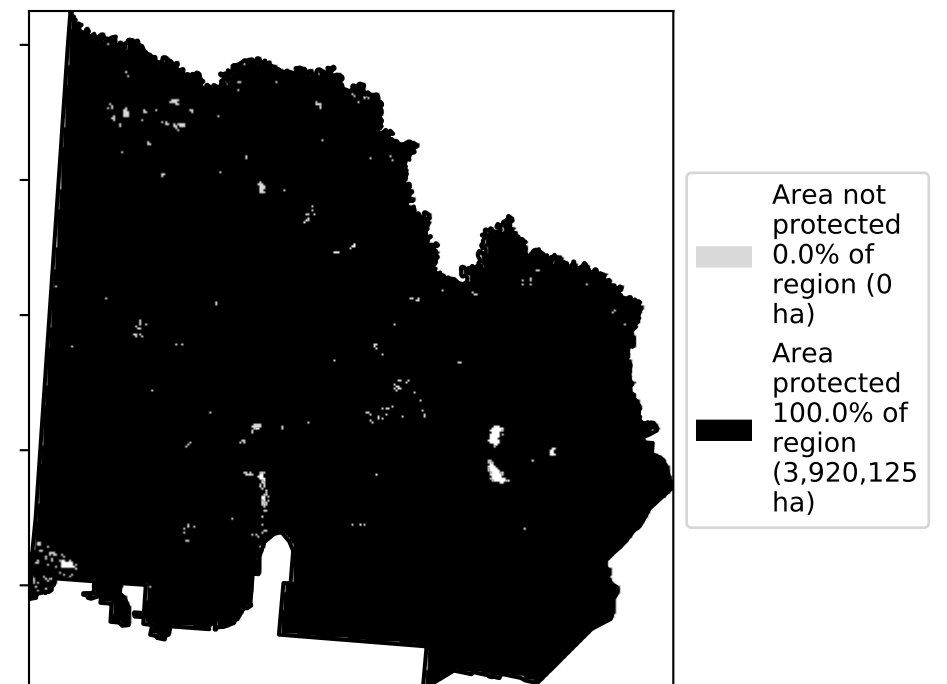 Area not
protected
0.0% of
region (0
ha)
Area
protected
100.0% of
region
(3,920,125
ha)